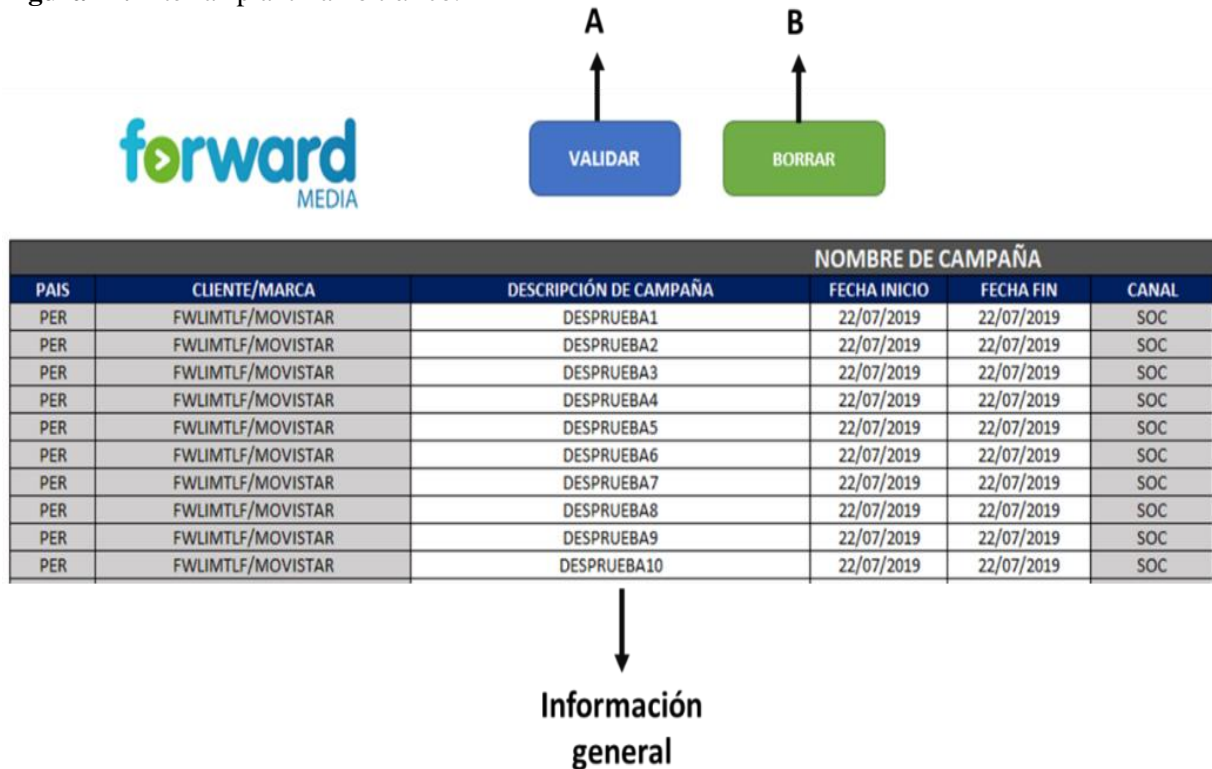 A B
forward
MEDIA
VALIDAR BORRAR
NOMBRE DE CAMPAÑA
PAIS CLIENTE/MARCA DESCRIPCIÓN DE CAMPAÑA FECHA INICIO FECHA FIN CANAL
PER FWLIMTLF/MOVISTAR DESPRUEBA1 22/07/2019 22/07/2019 SOC
PER FWLIMTLF/MOVISTAR DESPRUEBA2 22/07/2019 22/07/2019 SOC
PER FWLIMTLF/MOVISTAR DESPRUEBA3 22/07/2019 22/07/2019 SOC
PER FWLIMTLF/MOVISTAR DESPRUEBA4 22/07/2019 22/07/2019 SOC
PER FWLIMTLF/MOVISTAR DESPRUEBA5 22/07/2019 22/07/2019 SOC
PER FWLIMTLF/MOVISTAR DESPRUEBA6 22/07/2019 22/07/2019 SOC
PER FWLIMTLF/MOVISTAR DESPRUEBA7 22/07/2019 22/07/2019 SOC
PER FWLIMTLF/MOVISTAR DESPRUEBA8 22/07/2019 22/07/2019 SOC
PER FWLIMTLF/MOVISTAR DESPRUEBA9 22/07/2019 22/07/2019 SOC
PER FWLIMTLF/MOVISTAR DESPRUEBA10 22/07/2019 22/07/2019 SOC
Información
general